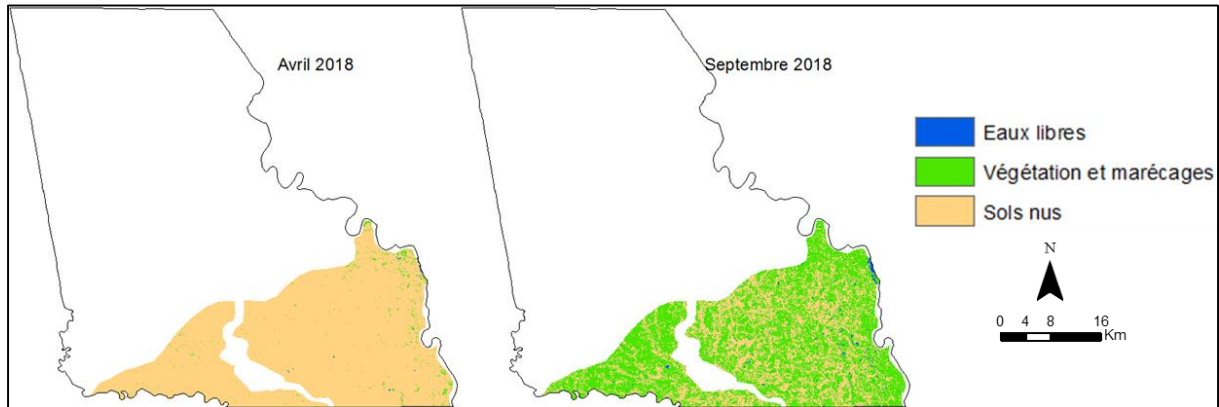 Avril 2018
Septembre 2018
Eaux libres
Végétation et marécages
Sols nus
N
0 4 8 16
Km